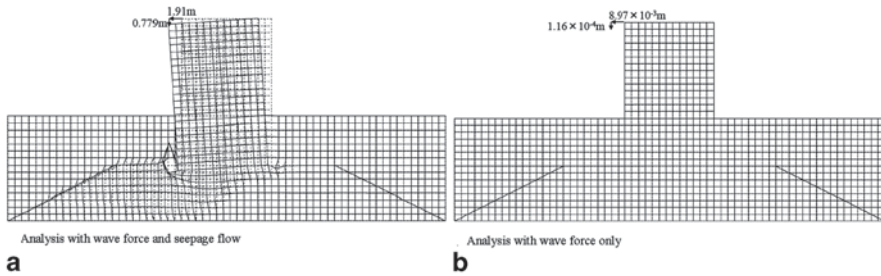 1.91m
0.779m
Analysis with wave force and seepage flow
a
8.97×10⁻³m
1.16×10⁻⁴m
Analysis with wave force only
b